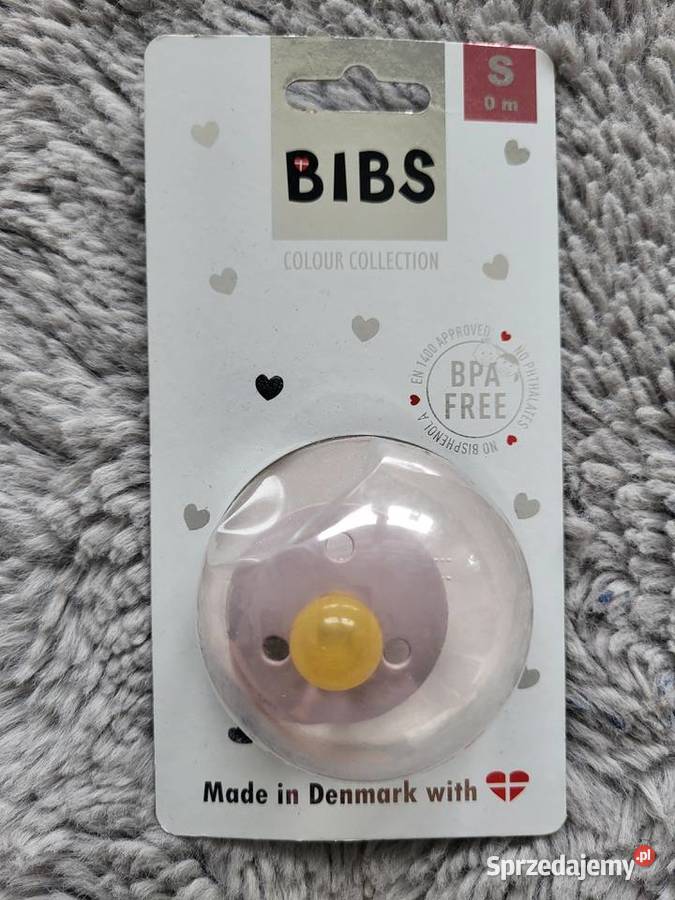 S
0 m
BIBS
COLOUR COLLECTION
EN 1400 APPROVED
NO PHTHALATES
NO BISPHENOL A
BPA
FREE
Made in Denmark with
Sprzedajemy.pl